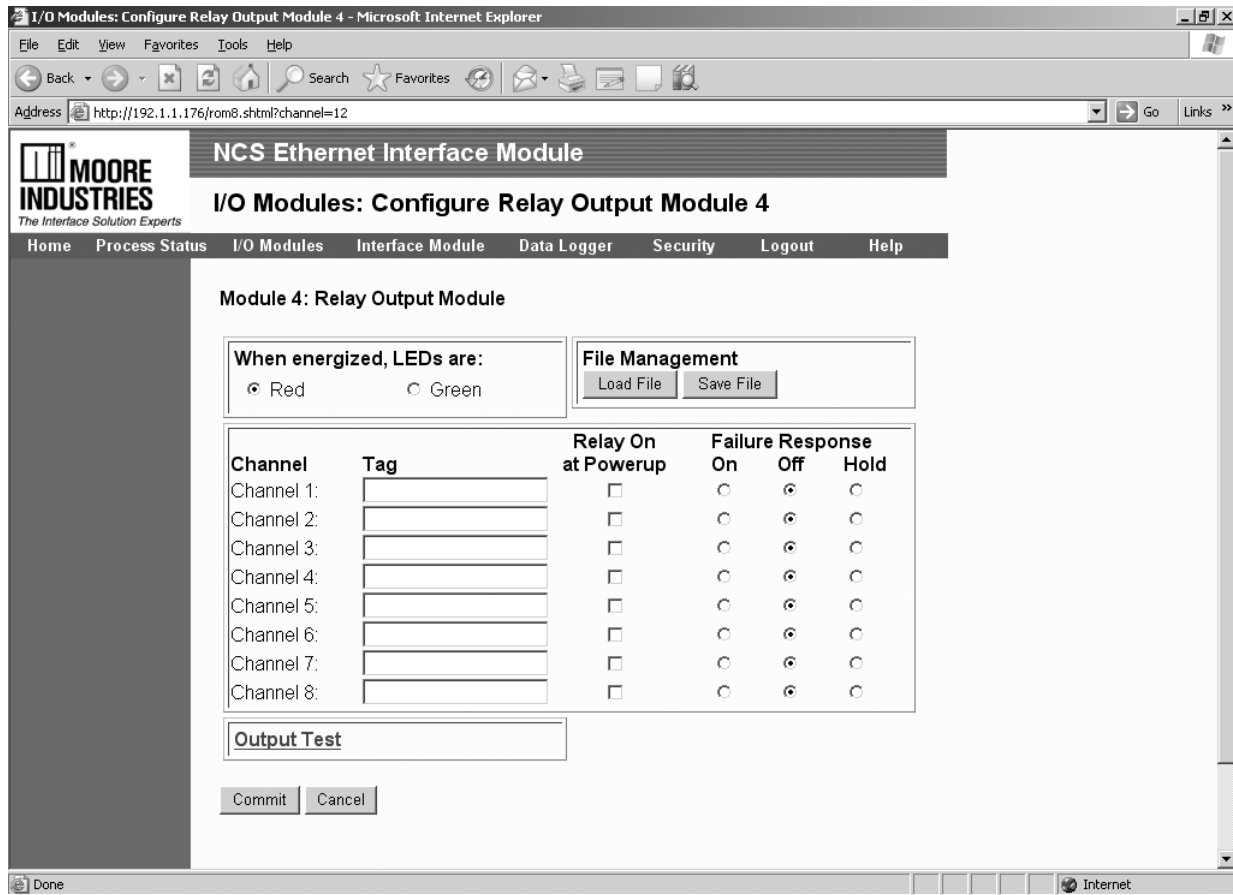 I/O Modules: Configure Relay Output Module 4 - Microsoft Internet Explorer
File Edit View Favorites Tools Help
Back Search Favorites
Address http://192.1.1.176/rom8.shtml?channel=12 Go Links »
MOORE INDUSTRIES
The Interface Solution Experts
NCS Ethernet Interface Module
I/O Modules: Configure Relay Output Module 4
Home Process Status I/O Modules Interface Module Data Logger Security Logout Help
Module 4: Relay Output Module
When energized, LEDs are:
Red Green
File Management
Load File Save File
Relay On Failure Response
Channel Tag at Powerup On Off Hold
Channel 1:
Channel 2:
Channel 3:
Channel 4:
Channel 5:
Channel 6:
Channel 7:
Channel 8:
Output Test
Commit Cancel
Done Internet